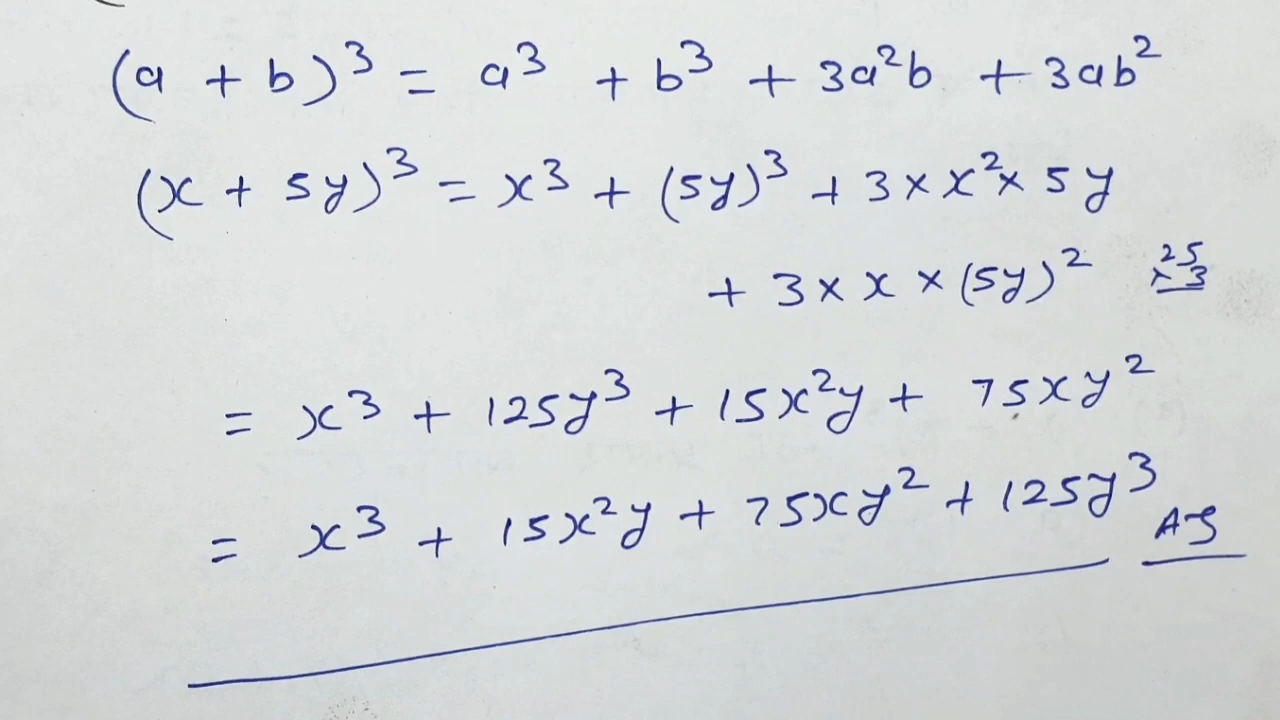 (a + b)³ = a³ + b³ + 3a²b + 3ab²
(x + 5y)³ = x³ + (5y)³ + 3 × x² × 5y
+ 3 × x × (5y)²
25
× 3
= x³ + 125y³ + 15x²y + 75xy²
= x³ + 15x²y + 75xy² + 125y³